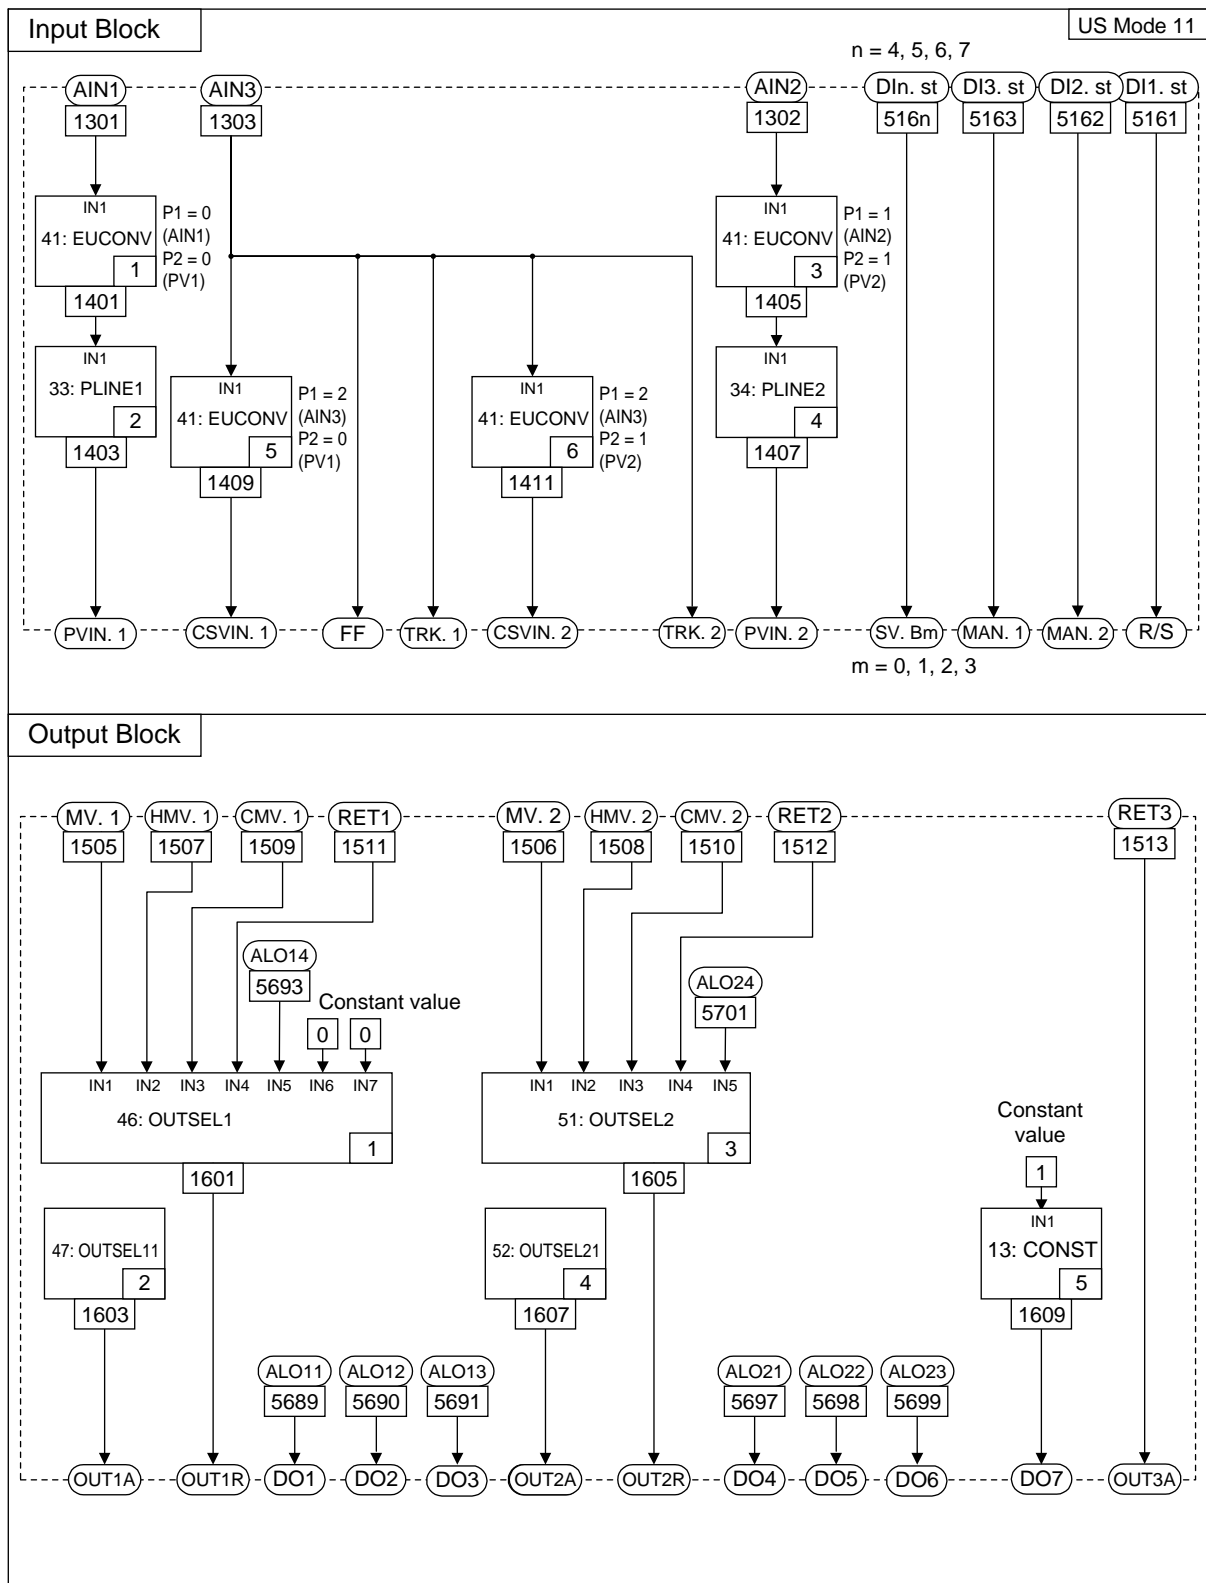 Input Block
US Mode 11
n = 4, 5, 6, 7
AIN1
AIN3
AIN2
DIn. st
DI3. st
DI2. st
DI1. st
1301
1303
1302
516n
5163
5162
5161
IN1
41: EUCONV
1
P1 = 0
(AIN1)
P2 = 0
(PV1)
1401
IN1
41: EUCONV
3
P1 = 1
(AIN2)
P2 = 1
(PV2)
1405
IN1
33: PLINE1
2
1403
IN1
41: EUCONV
5
P1 = 2
(AIN3)
P2 = 0
(PV1)
1409
IN1
41: EUCONV
6
P1 = 2
(AIN3)
P2 = 1
(PV2)
1411
IN1
34: PLINE2
4
1407
PVIN. 1
CSVIN. 1
FF
TRK. 1
CSVIN. 2
TRK. 2
PVIN. 2
SV. Bm
MAN. 1
MAN. 2
R/S
m = 0, 1, 2, 3
Output Block
MV. 1
HMV. 1
CMV. 1
RET1
MV. 2
HMV. 2
CMV. 2
RET2
RET3
1505
1507
1509
1511
1506
1508
1510
1512
1513
ALO14
5693
Constant value
0
0
ALO24
5701
IN1
IN2
IN3
IN4
IN5
IN6
IN7
46: OUTSEL1
1
1601
IN1
IN2
IN3
IN4
IN5
51: OUTSEL2
3
1605
Constant
value
1
47: OUTSEL11
2
1603
52: OUTSEL21
4
1607
IN1
13: CONST
5
1609
ALO11
ALO12
ALO13
ALO21
ALO22
ALO23
5689
5690
5691
5697
5698
5699
OUT1A
OUT1R
DO1
DO2
DO3
OUT2A
OUT2R
DO4
DO5
DO6
DO7
OUT3A